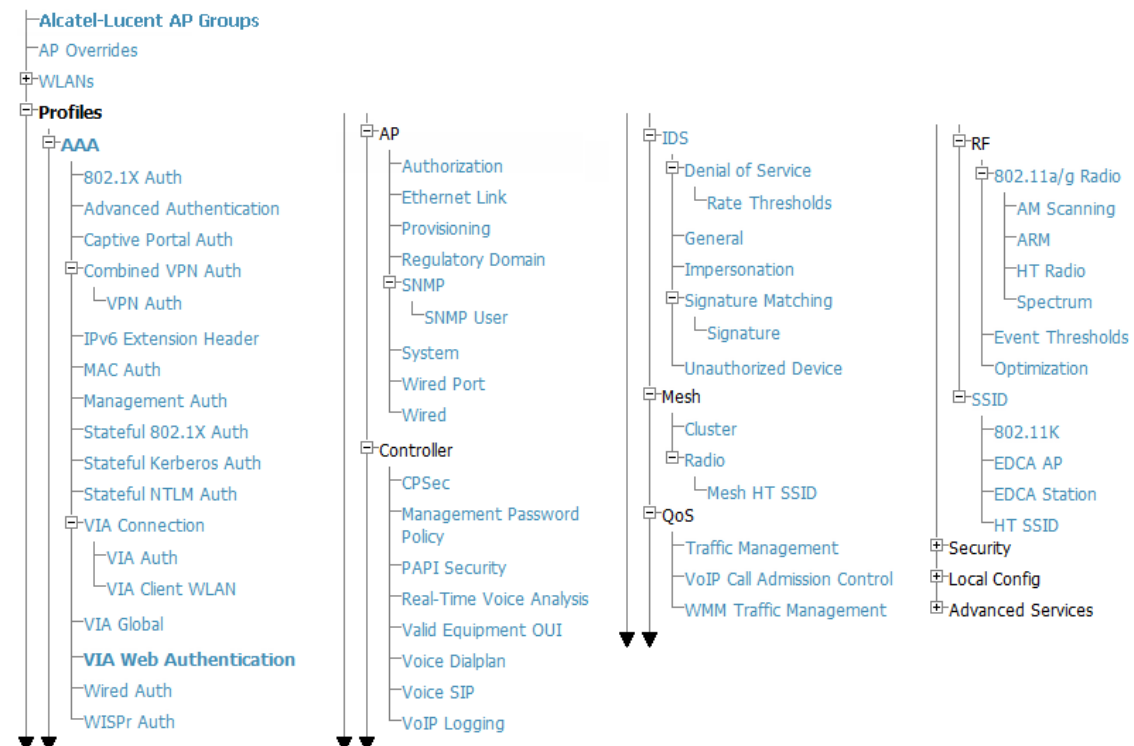 Alcatel-Lucent AP Groups
AP Overrides
WLANs
Profiles
AAA
802.1X Auth
Advanced Authentication
Captive Portal Auth
Combined VPN Auth
VPN Auth
IPv6 Extension Header
MAC Auth
Management Auth
Stateful 802.1X Auth
Stateful Kerberos Auth
Stateful NTLM Auth
VIA Connection
VIA Auth
VIA Client WLAN
VIA Global
VIA Web Authentication
Wired Auth
WISPr Auth
AP
Authorization
Ethernet Link
Provisioning
Regulatory Domain
SNMP
SNMP User
System
Wired Port
Wired
Controller
CPSec
Management Password
Policy
PAPI Security
Real-Time Voice Analysis
Valid Equipment OUI
Voice Dialplan
Voice SIP
VoIP Logging
IDS
Denial of Service
Rate Thresholds
General
Impersonation
Signature Matching
Signature
Unauthorized Device
Mesh
Cluster
Radio
Mesh HT SSID
QoS
Traffic Management
VoIP Call Admission Control
WMM Traffic Management
RF
802.11a/g Radio
AM Scanning
ARM
HT Radio
Spectrum
Event Thresholds
Optimization
SSID
802.11K
EDCA AP
EDCA Station
HT SSID
Security
Local Config
Advanced Services